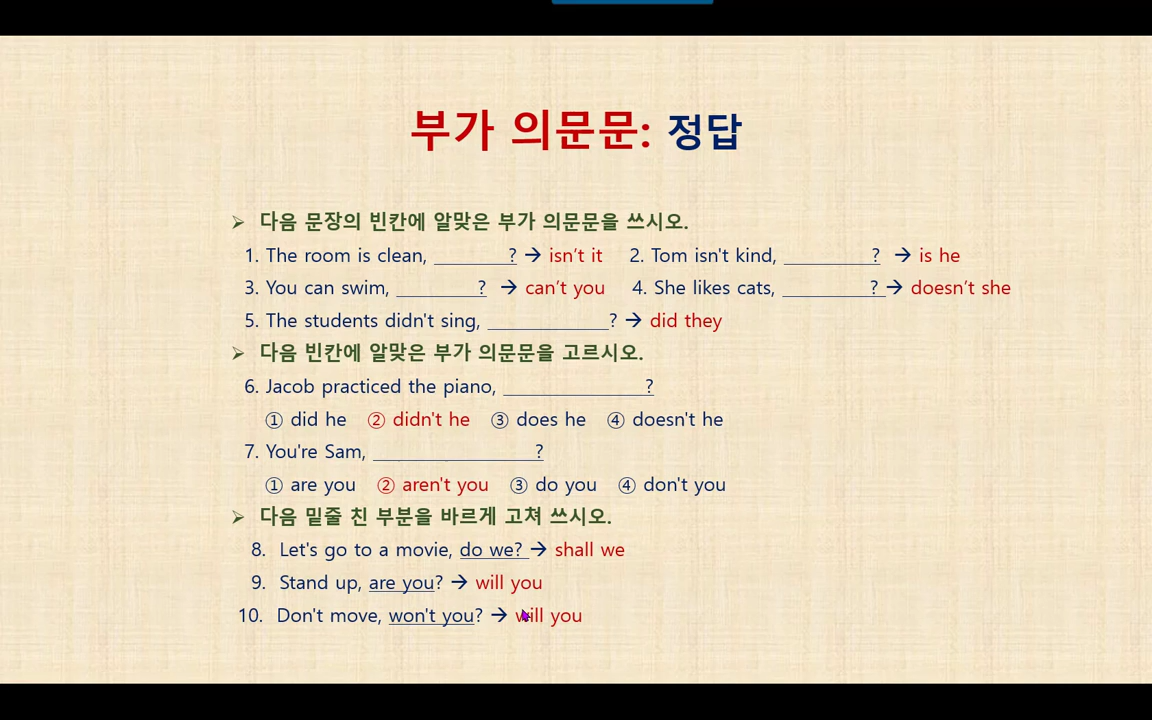 부가 의문문: 정답
➢ 다음 문장의 빈칸에 알맞은 부가 의문문을 쓰시오.
1. The room is clean, ________? → isn’t it 2. Tom isn't kind, __________? → is he
3. You can swim, _________? → can’t you 4. She likes cats, __________? → doesn’t she
5. The students didn't sing, _____________? → did they
➢ 다음 빈칸에 알맞은 부가 의문문을 고르시오.
6. Jacob practiced the piano, ________________?
① did he ② didn't he ③ does he ④ doesn't he
7. You're Sam, __________________?
① are you ② aren't you ③ do you ④ don't you
➢ 다음 밑줄 친 부분을 바르게 고쳐 쓰시오.
8. Let's go to a movie, do we? → shall we
9. Stand up, are you? → will you
10. Don't move, won't you? → will you